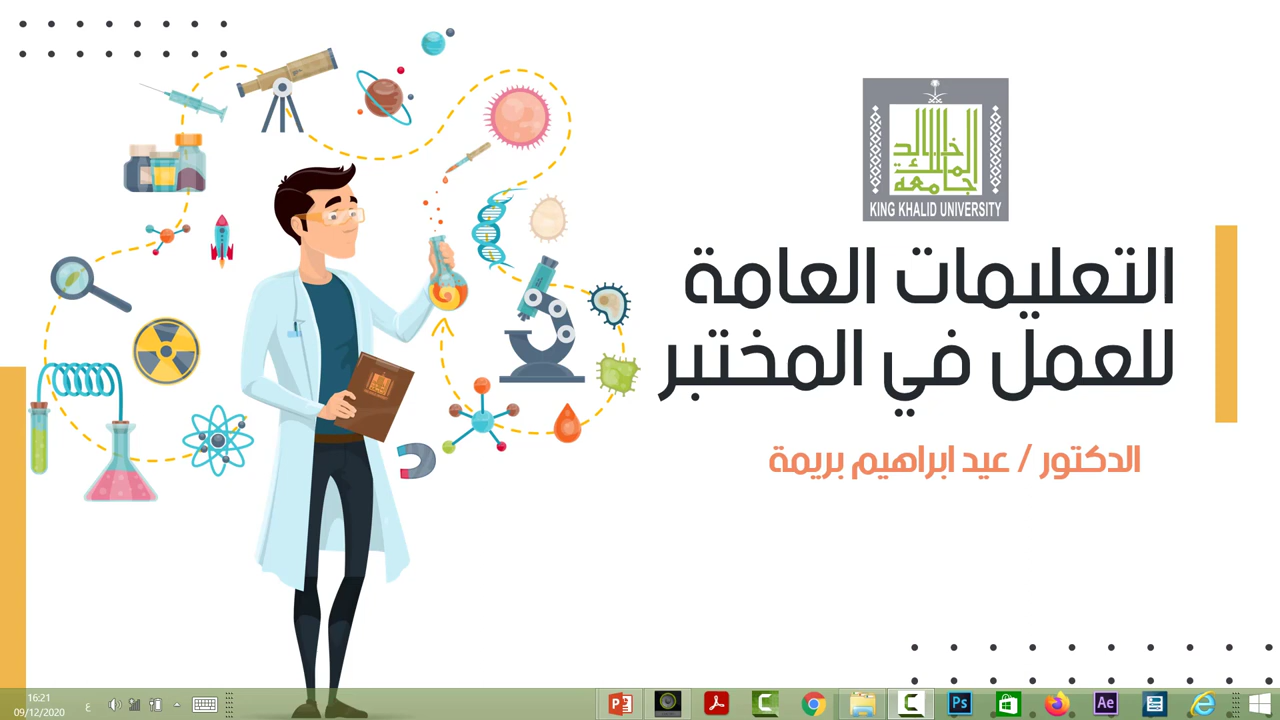 خالد
الملك
جامعة
KING KHALID UNIVERSITY
التعليمات العامة
للعمل في المختبر
الدكتور / عيد ابراهيم بريمة
16:21
09/12/2020
ع